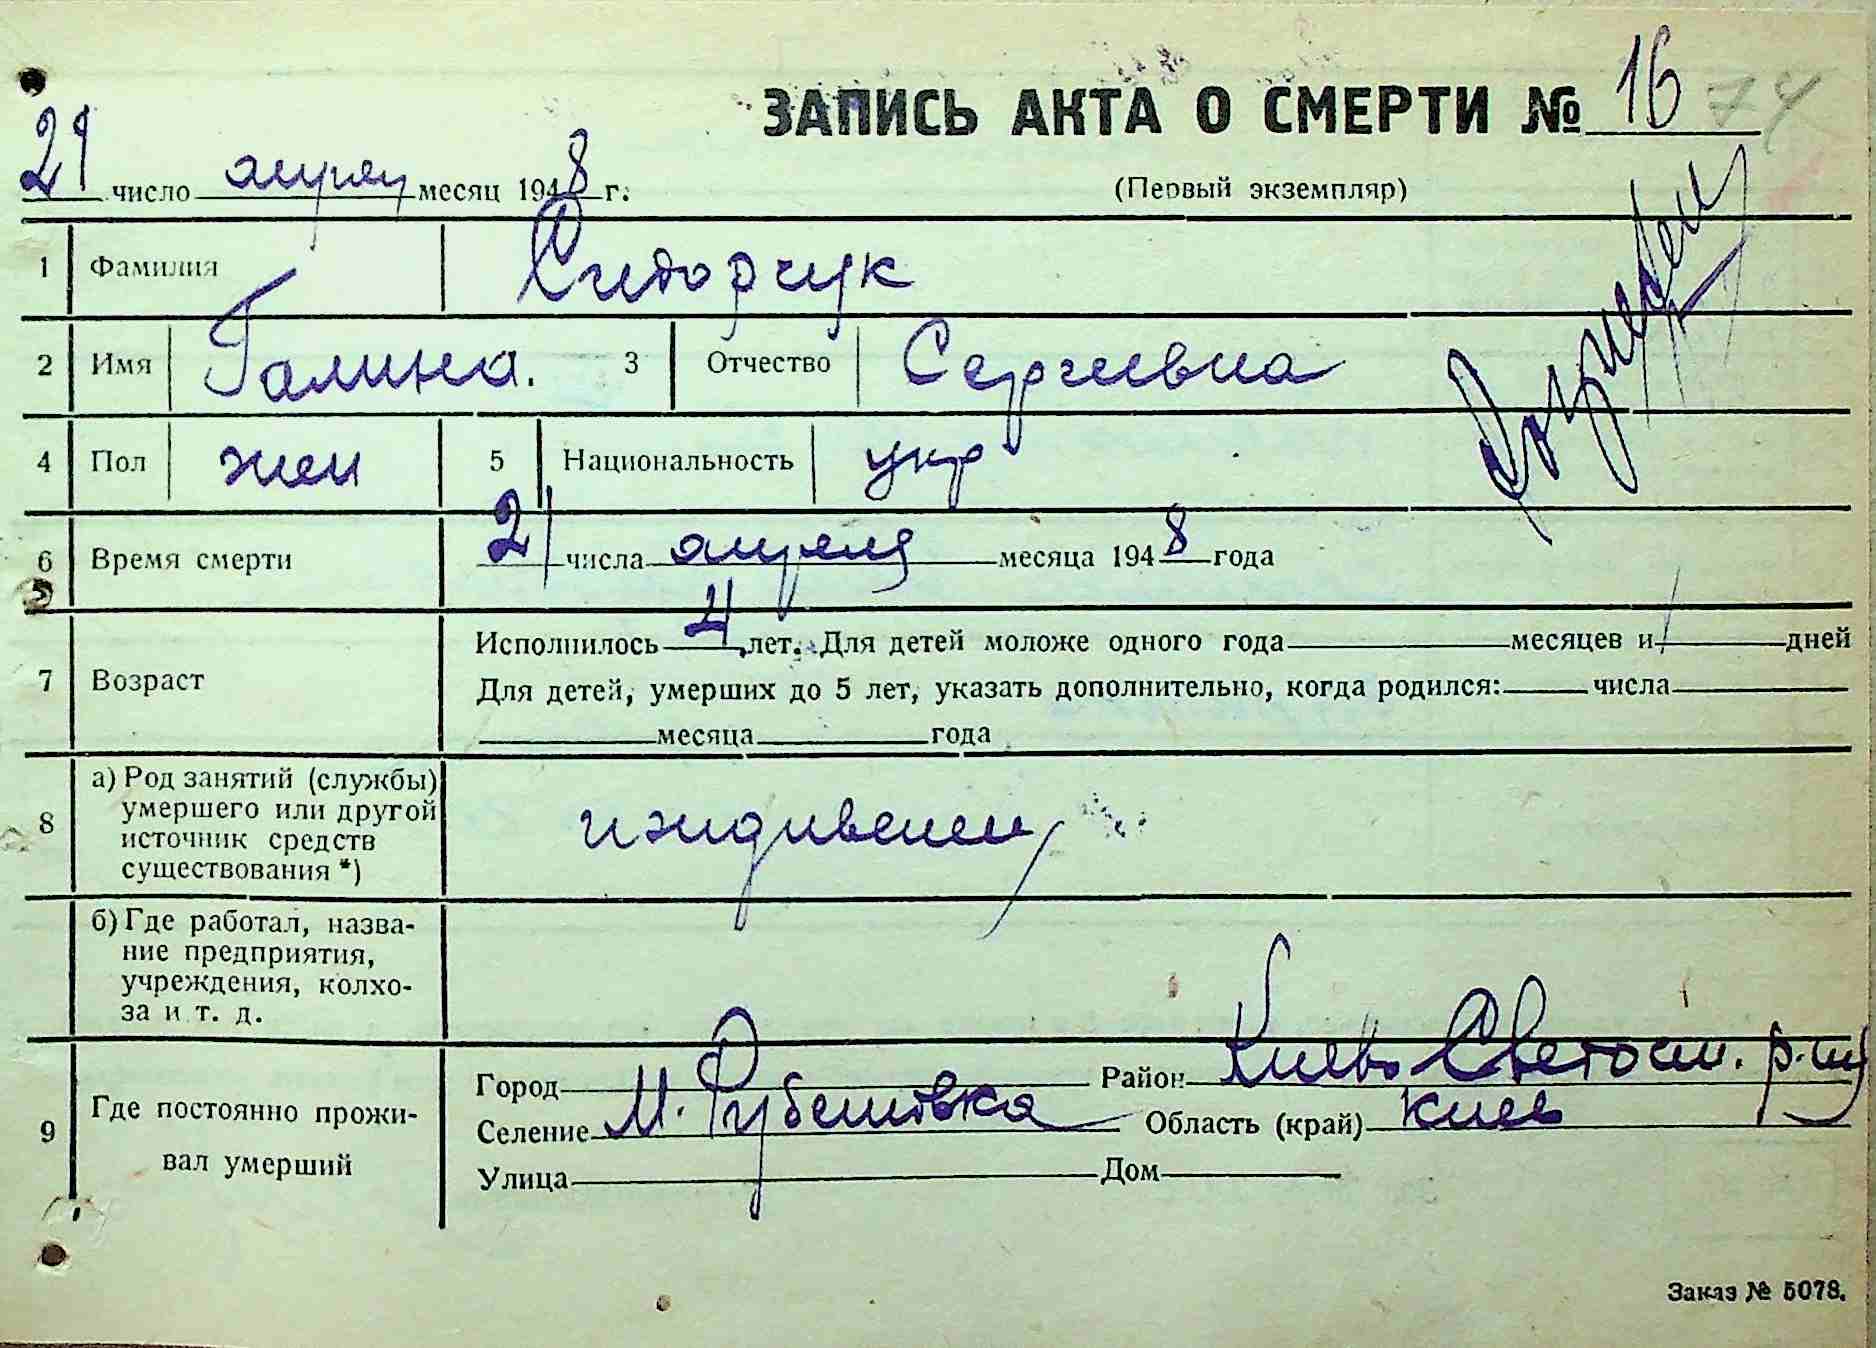 ЗАПИСЬ АКТА О СМЕРТИ № 16 74
21 число апреля месяц 1948 г.
(Первый экземпляр)
1 Фамилия Сидорчук
2 Имя Галина. 3 Отчество Сергеевна
4 Пол жен 5 Национальность укр
6 Время смерти 21 числа апреля месяца 1948 года
7 Возраст
Исполнилось 4 лет. Для детей моложе одного года месяцев и дней
Для детей, умерших до 5 лет, указать дополнительно, когда родился: числа
месяца года
8 а) Род занятий (службы)
умершего или другой
источник средств
существования *)
иждивенец
б) Где работал, назва-
ние предприятия,
учреждения, колхо-
за и т. д.
9 Где постоянно прожи-
вал умерший
Город Район Киево Светош. р-н
Селение М. Рубешовка Область (край) Киев
Улица Дом
Заказ № 5078.